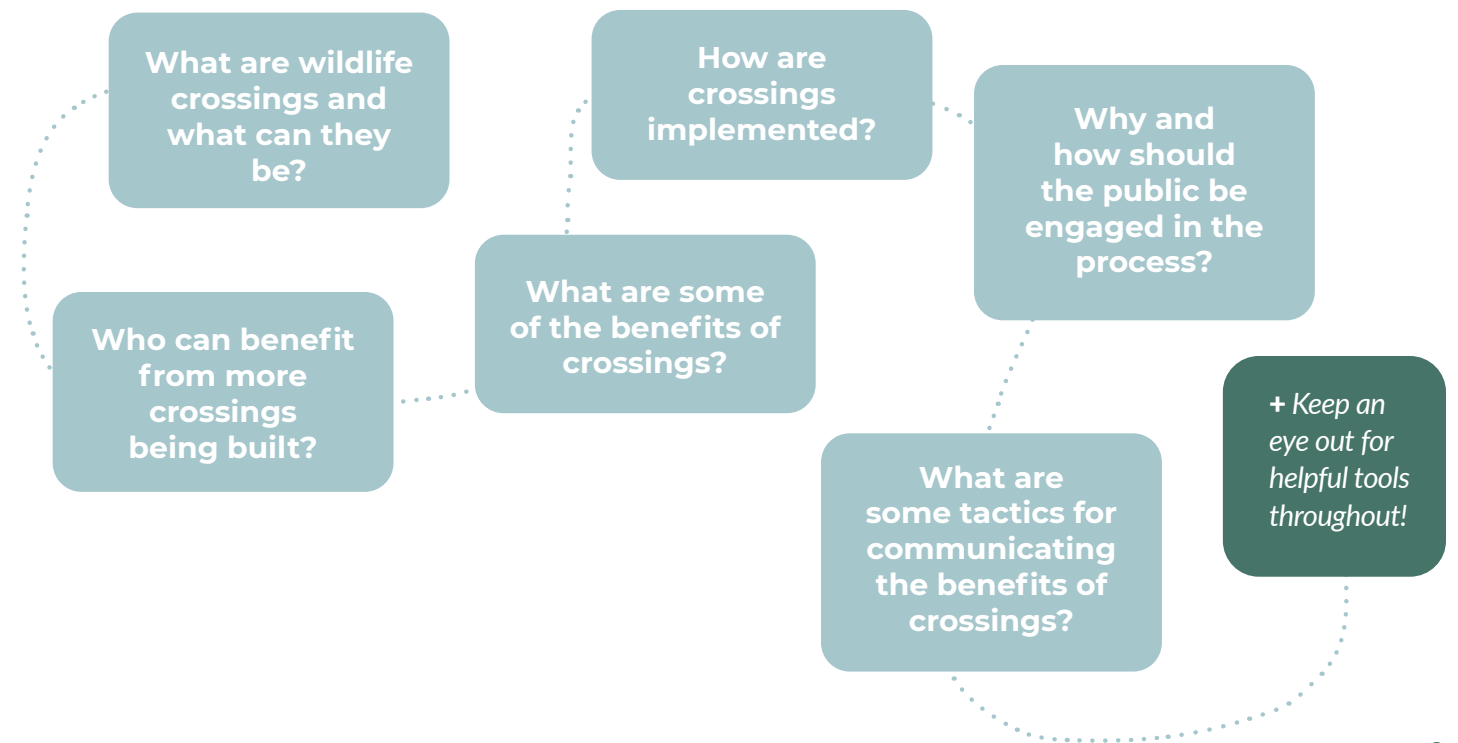 What are wildlife
crossings and
what can they
be?
Who can benefit
from more
crossings
being built?
What are some
of the benefits of
crossings?
How are
crossings
implemented?
Why and
how should
the public be
engaged in the
process?
What are
some tactics for
communicating
the benefits of
crossings?
+ Keep an
eye out for
helpful tools
throughout!